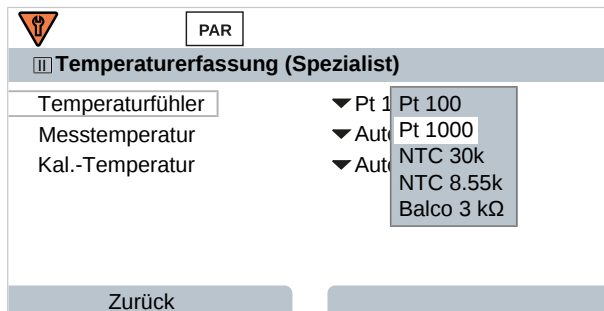 PAR
II Temperaturerfassung (Spezialist)
Temperaturfühler Pt 1
Messtemperatur Aut
Kal.-Temperatur Aut
Pt 100
Pt 1000
NTC 30k
NTC 8.55k
Balco 3 kΩ
Zurück